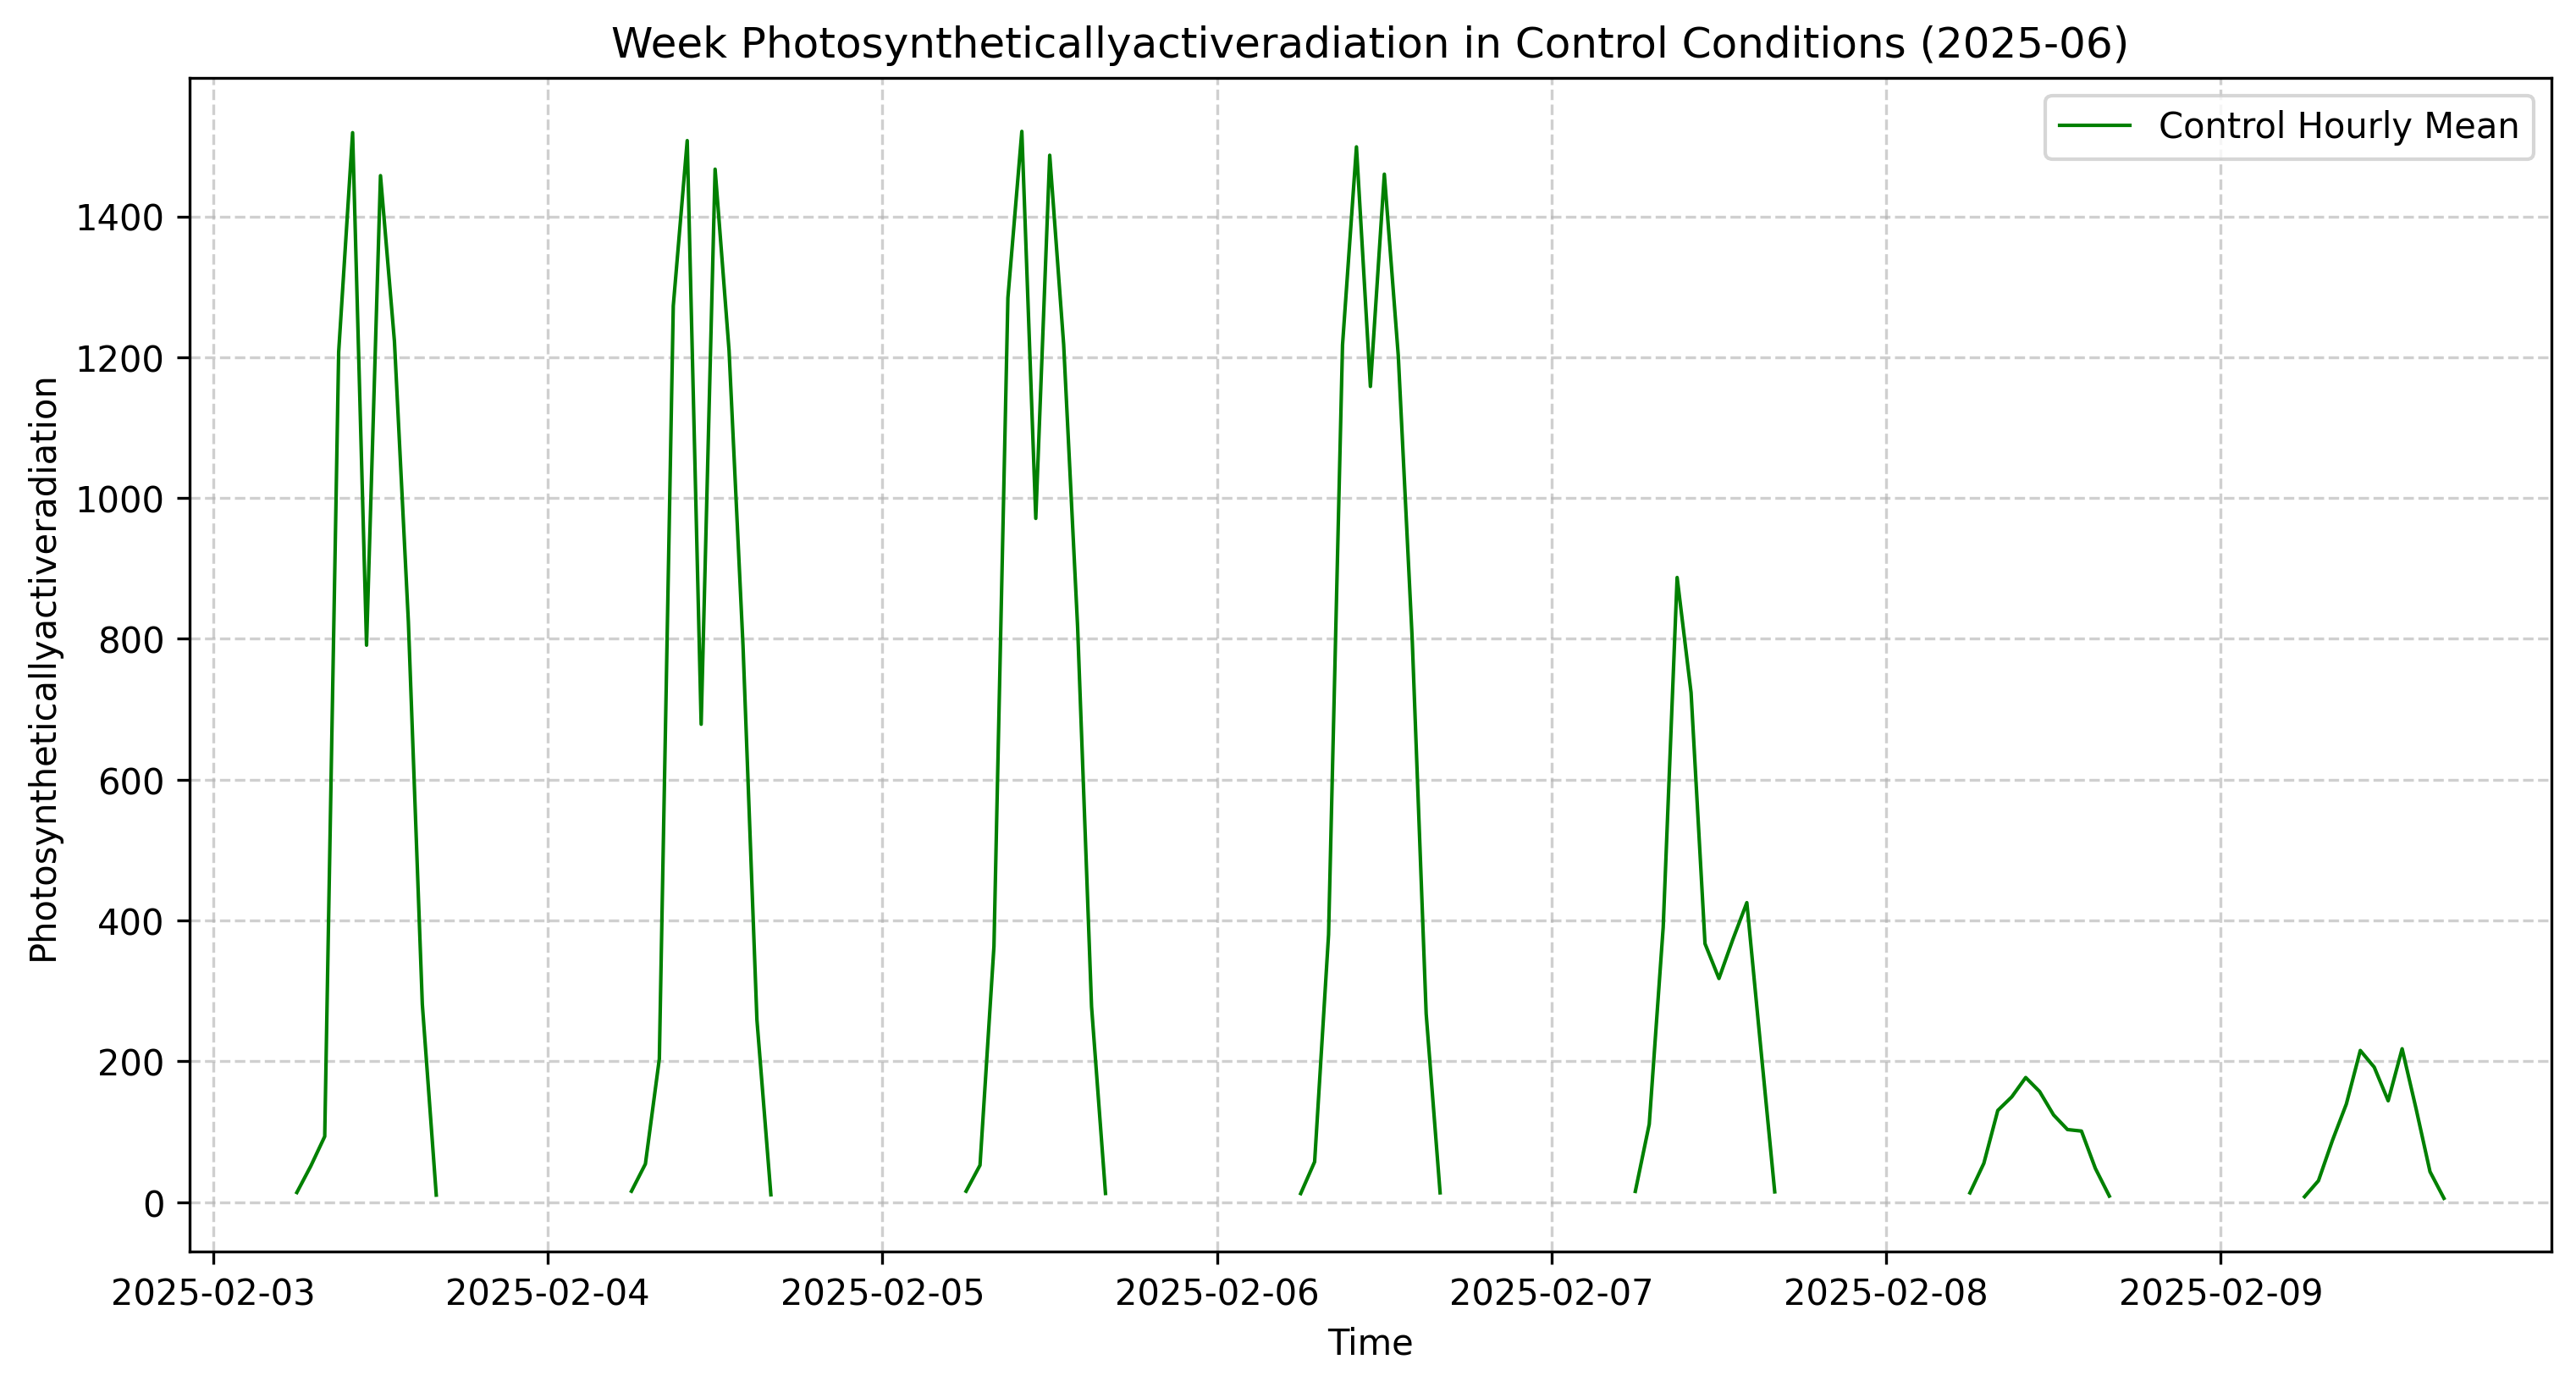 Week Photosyntheticallyactiveradiation in Control Conditions (2025-06)
Control Hourly Mean
Photosyntheticallyactiveradiation
1400
1200
1000
800
600
400
200
0
2025-02-03 2025-02-04 2025-02-05 2025-02-06 2025-02-07 2025-02-08 2025-02-09
Time